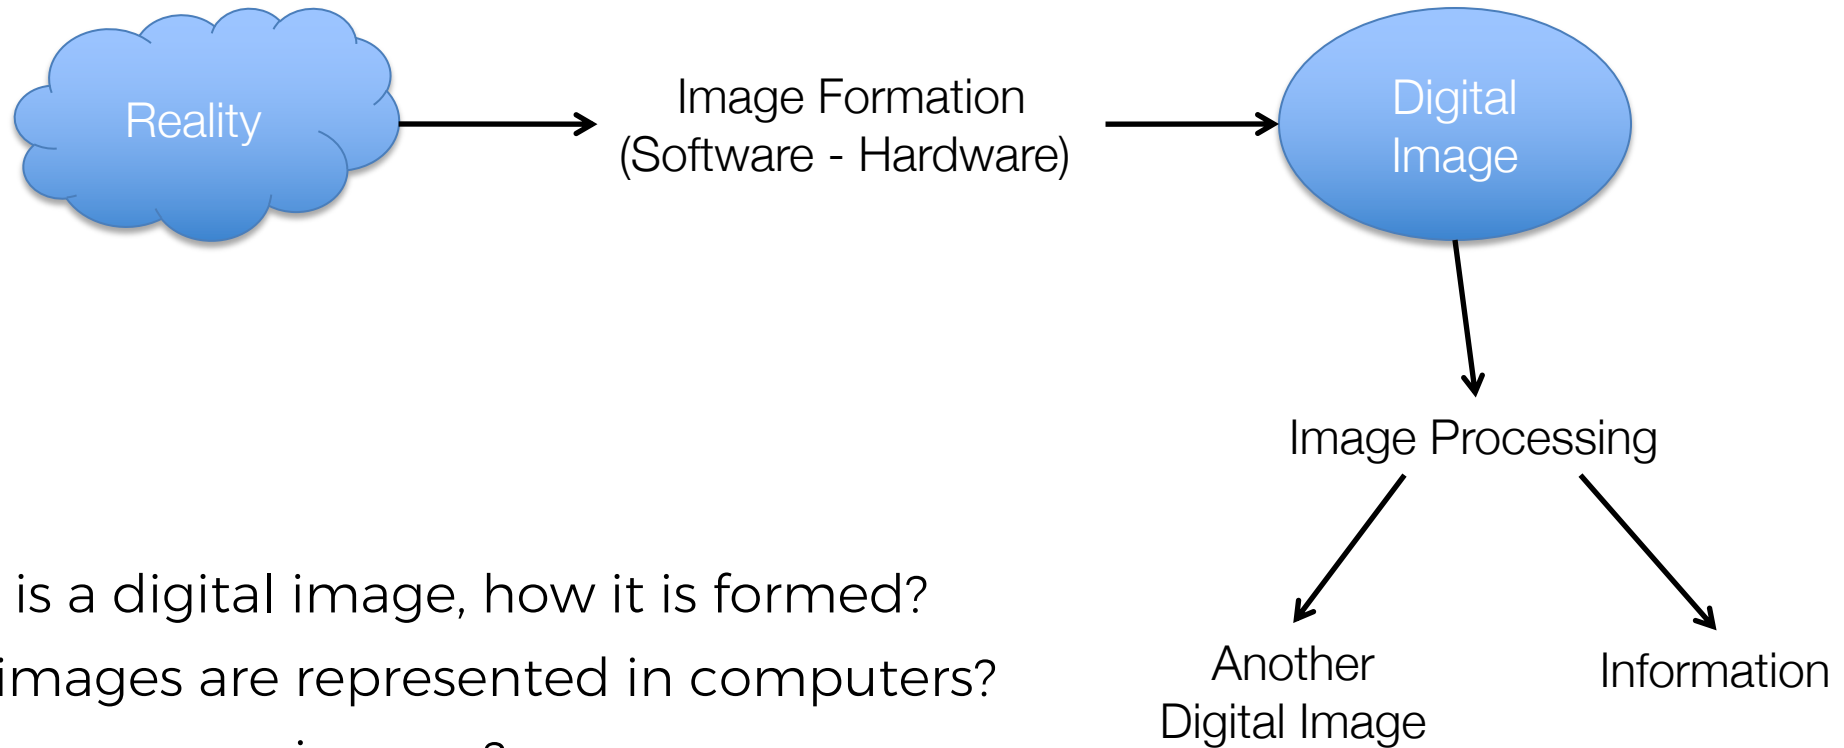 Reality
Image Formation
(Software - Hardware)
Digital
Image
Image Processing
Another
Digital Image
Information
is a digital image, how it is formed?
images are represented in computers?